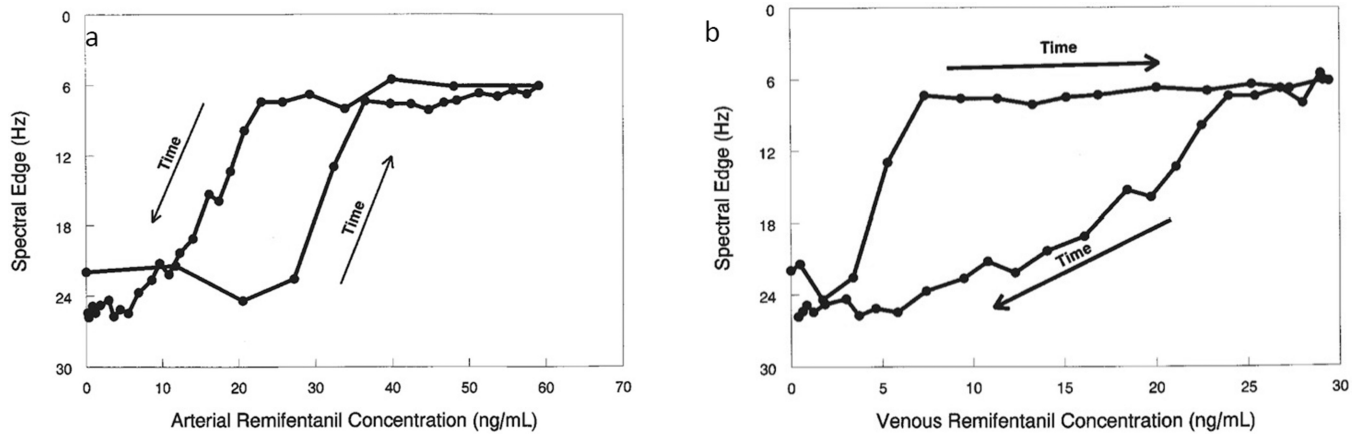 a
0
6
12
18
24
30
Spectral Edge (Hz)
Time
Time
0 10 20 30 40 50 60 70
Arterial Remifentanil Concentration (ng/mL)
b
0
6
12
18
24
30
Spectral Edge (Hz)
Time
Time
0 5 10 15 20 25 30
Venous Remifentanil Concentration (ng/mL)